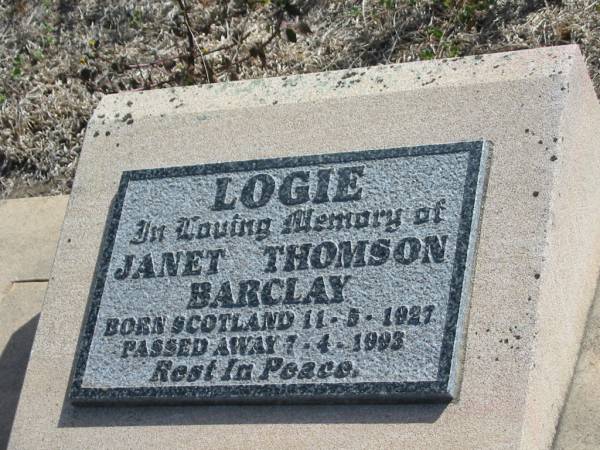 LOGIE
In Loving Memory of
JANET THOMSON
BARCLAY
BORN SCOTLAND 11 - 5 - 1927
PASSED AWAY 7 - 4 - 1993
Rest In Peace.